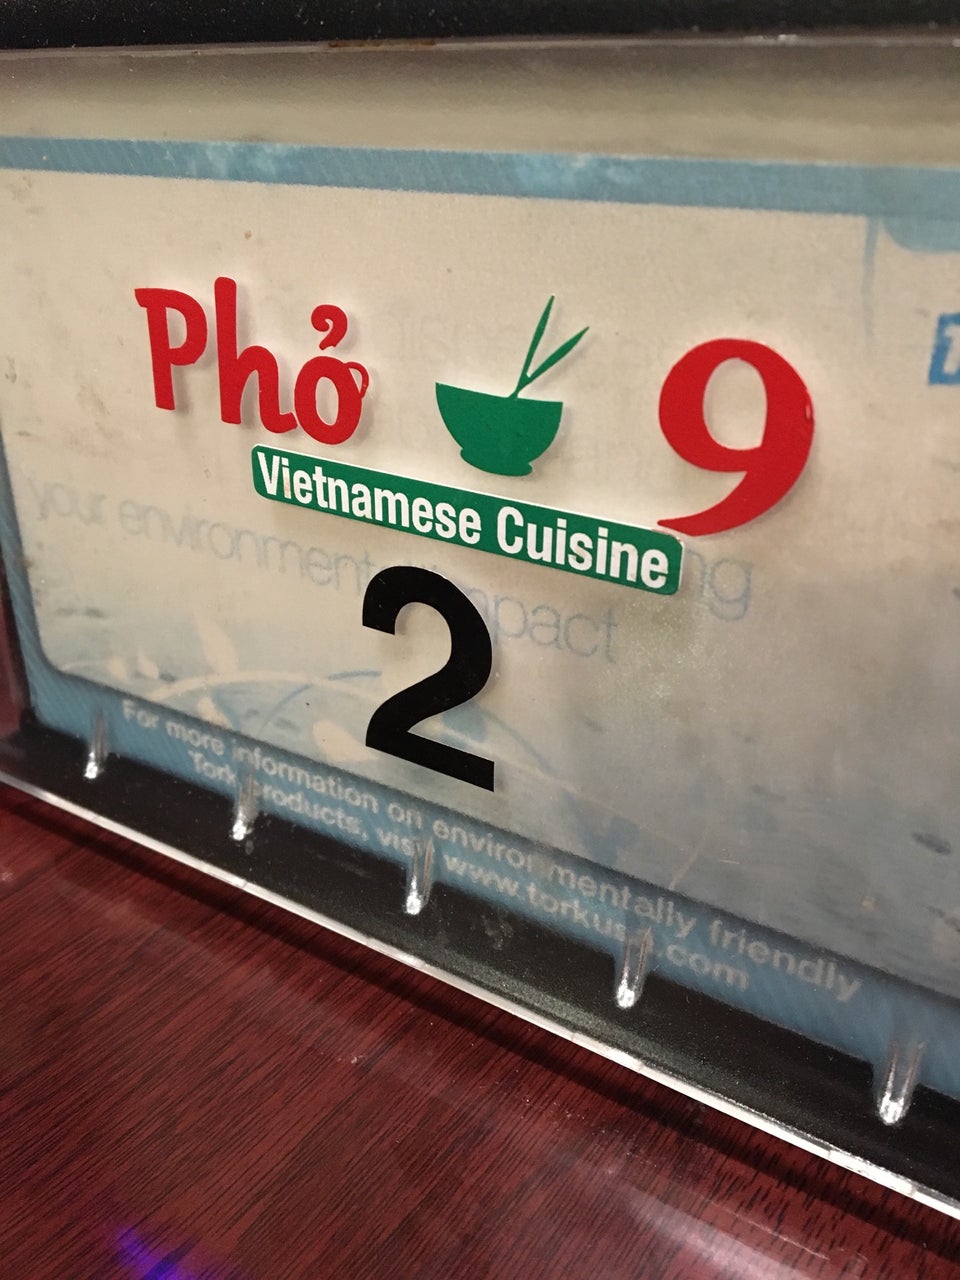 Phở 9
Vietnamese Cuisine
your environmental impact
2
For more information on environmentally friendly
Tork products, visit www.torkusa.com